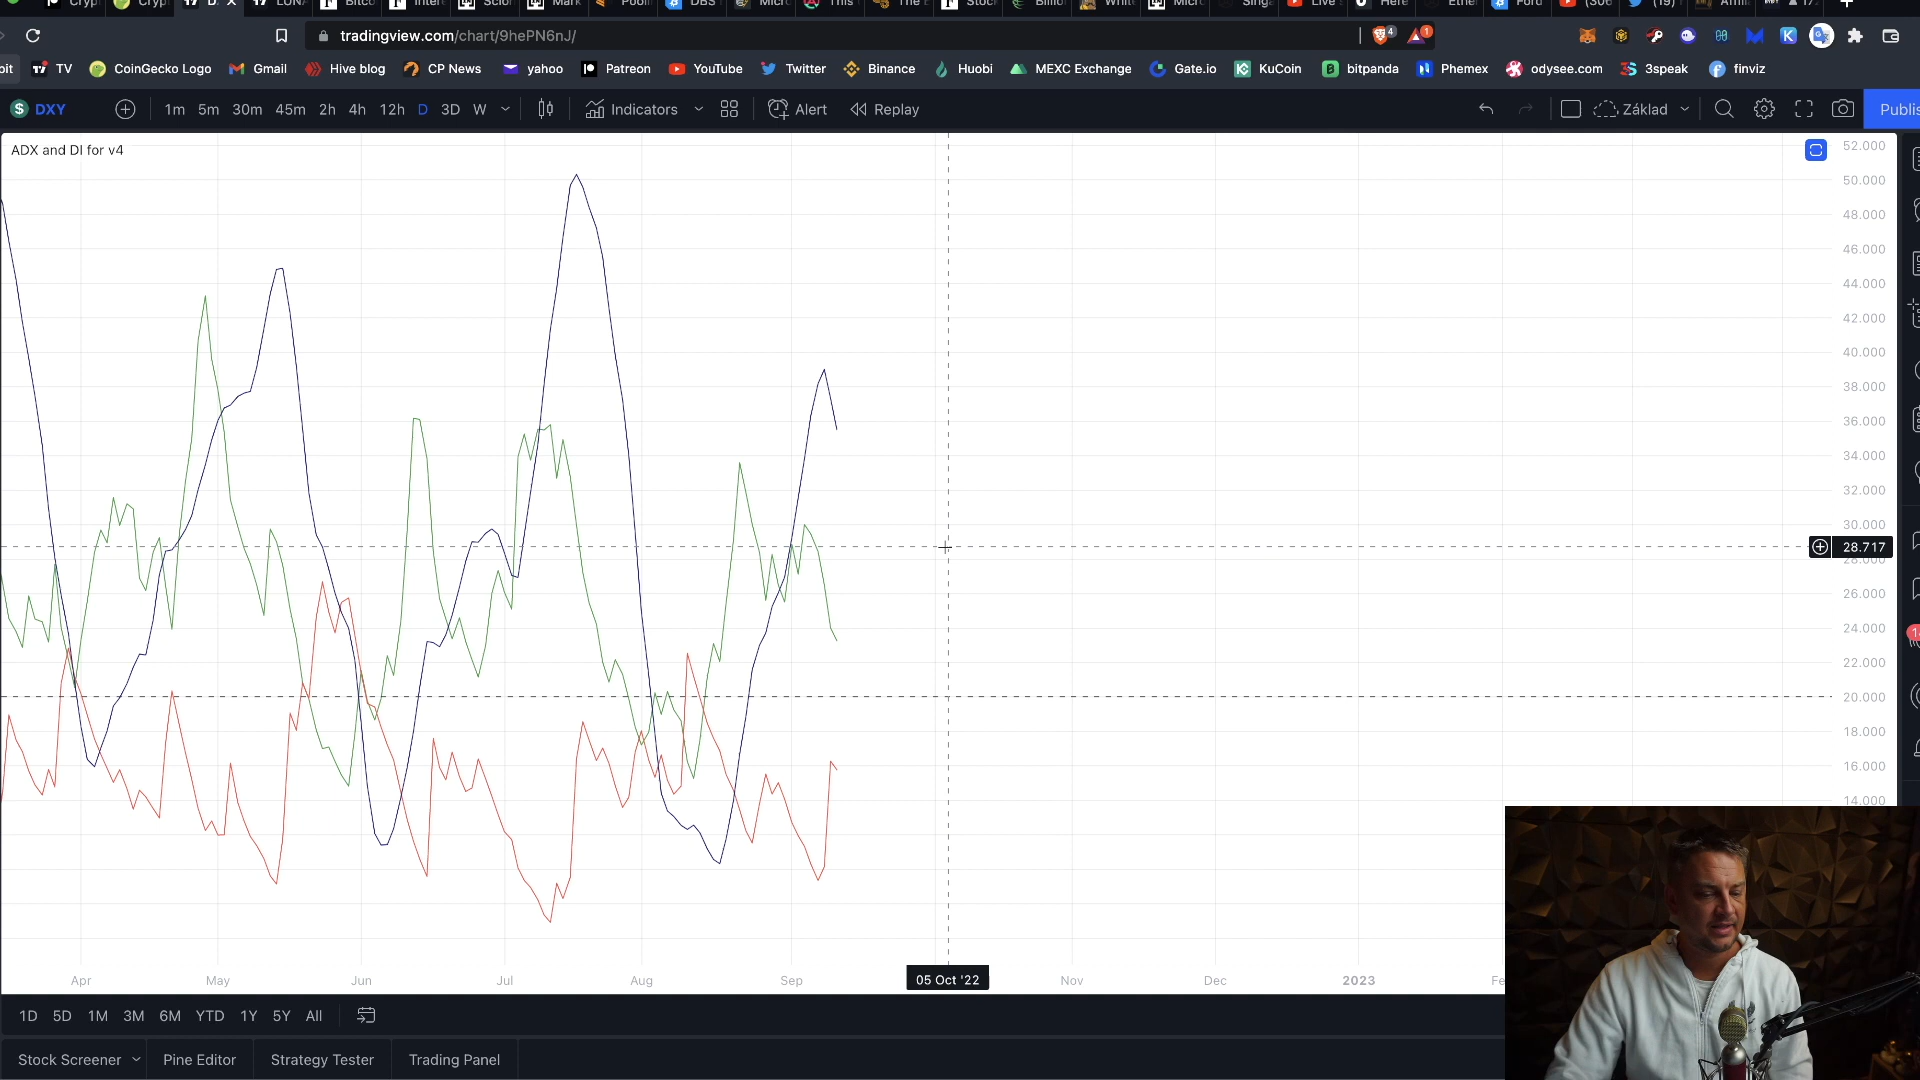 tradingview.com/chart/9hePN6nJ/
4
1
TV
CoinGecko Logo
Gmail
Hive blog
CP News
yahoo
Patreon
YouTube
Twitter
Binance
Huobi
MEXC Exchange
Gate.io
KuCoin
bitpanda
Phemex
odysee.com
3speak
finviz
DXY
1m 5m 30m 45m 2h 4h 12h D 3D W
Indicators
Alert
Replay
Základ
ADX and DI for v4
52.000
50.000
48.000
46.000
44.000
42.000
40.000
38.000
36.000
34.000
32.000
30.000
28.717
28.000
26.000
24.000
22.000
20.000
18.000
16.000
14.000
Apr May Jun Jul Aug Sep 05 Oct '22 Nov Dec 2023
1D 5D 1M 3M 6M YTD 1Y 5Y All
Stock Screener
Pine Editor
Strategy Tester
Trading Panel